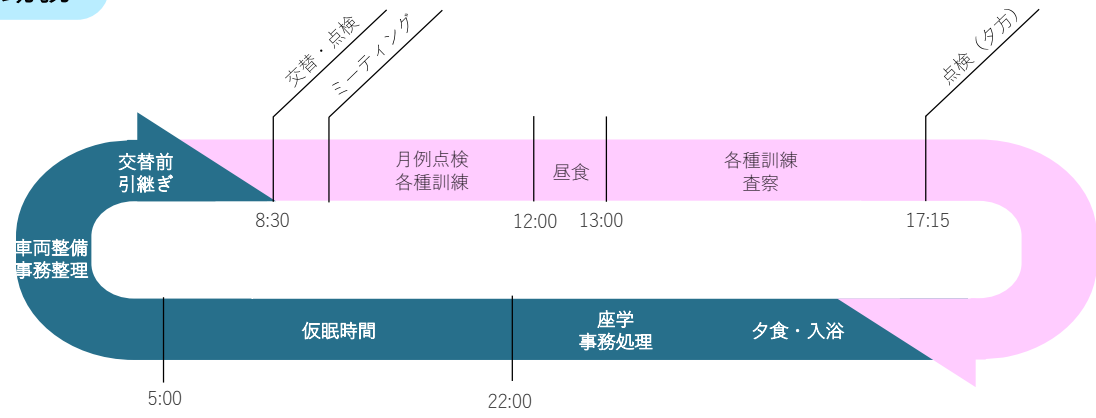 交替・点検
ミーティング
点検（夕方）
交替前
引継ぎ
月例点検
各種訓練
昼食
各種訓練
査察
8:30
12:00
13:00
17:15
車両整備
事務整理
仮眠時間
座学
事務処理
夕食・入浴
5:00
22:00